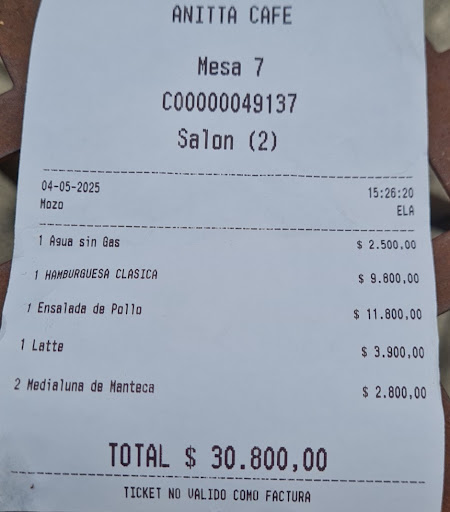 ANITTA CAFE
Mesa 7
C00000049137
Salon (2)
04-05-2025 15:26:20
Mozo ELA
1 Agua sin Gas $ 2.500,00
1 HAMBURGUESA CLASICA $ 9.800,00
1 Ensalada de Pollo $ 11.800,00
1 Latte $ 3.900,00
2 Medialuna de Manteca $ 2.800,00
TOTAL $ 30.800,00
TICKET NO VALIDO COMO FACTURA